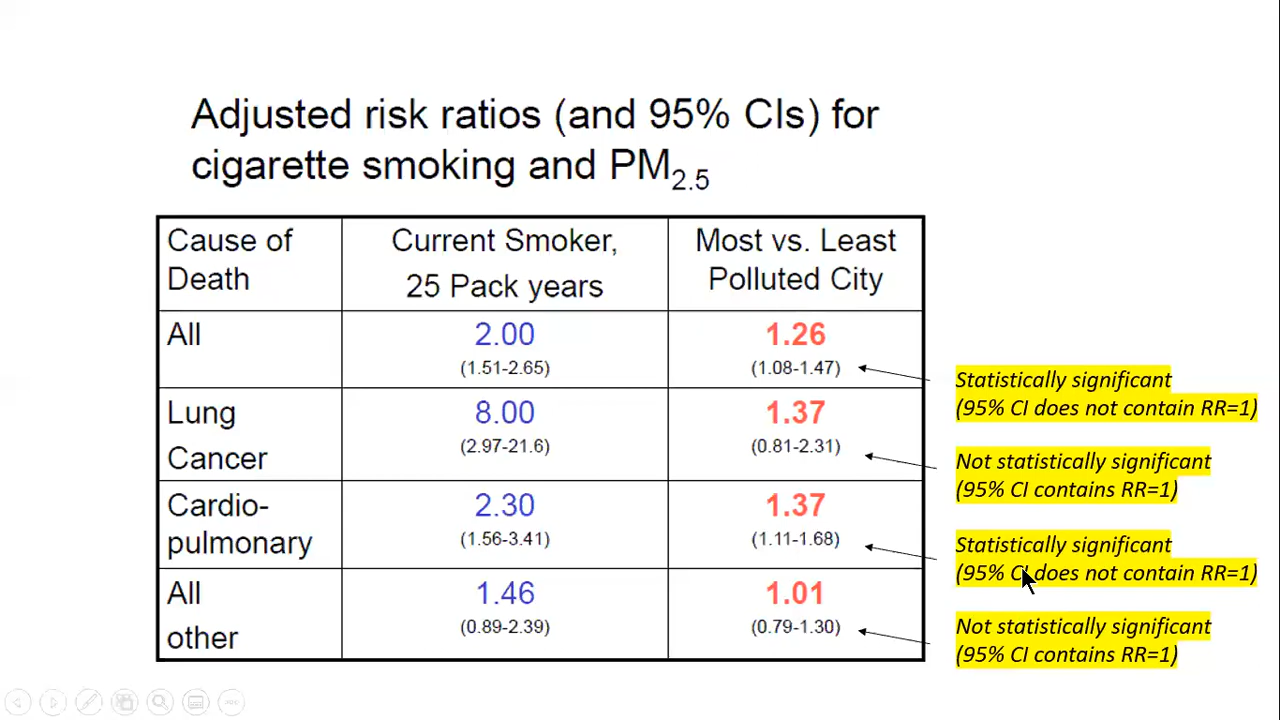 Adjusted risk ratios (and 95% CIs) for
cigarette smoking and PM2.5
Cause of
Death
Current Smoker,
25 Pack years
Most vs. Least
Polluted City
All
2.00
(1.51-2.65)
1.26
(1.08-1.47)
Statistically significant
(95% CI does not contain RR=1)
Lung
Cancer
8.00
(2.97-21.6)
1.37
(0.81-2.31)
Not statistically significant
(95% CI contains RR=1)
Cardio-
pulmonary
2.30
(1.56-3.41)
1.37
(1.11-1.68)
Statistically significant
(95% CI does not contain RR=1)
All
other
1.46
(0.89-2.39)
1.01
(0.79-1.30)
Not statistically significant
(95% CI contains RR=1)